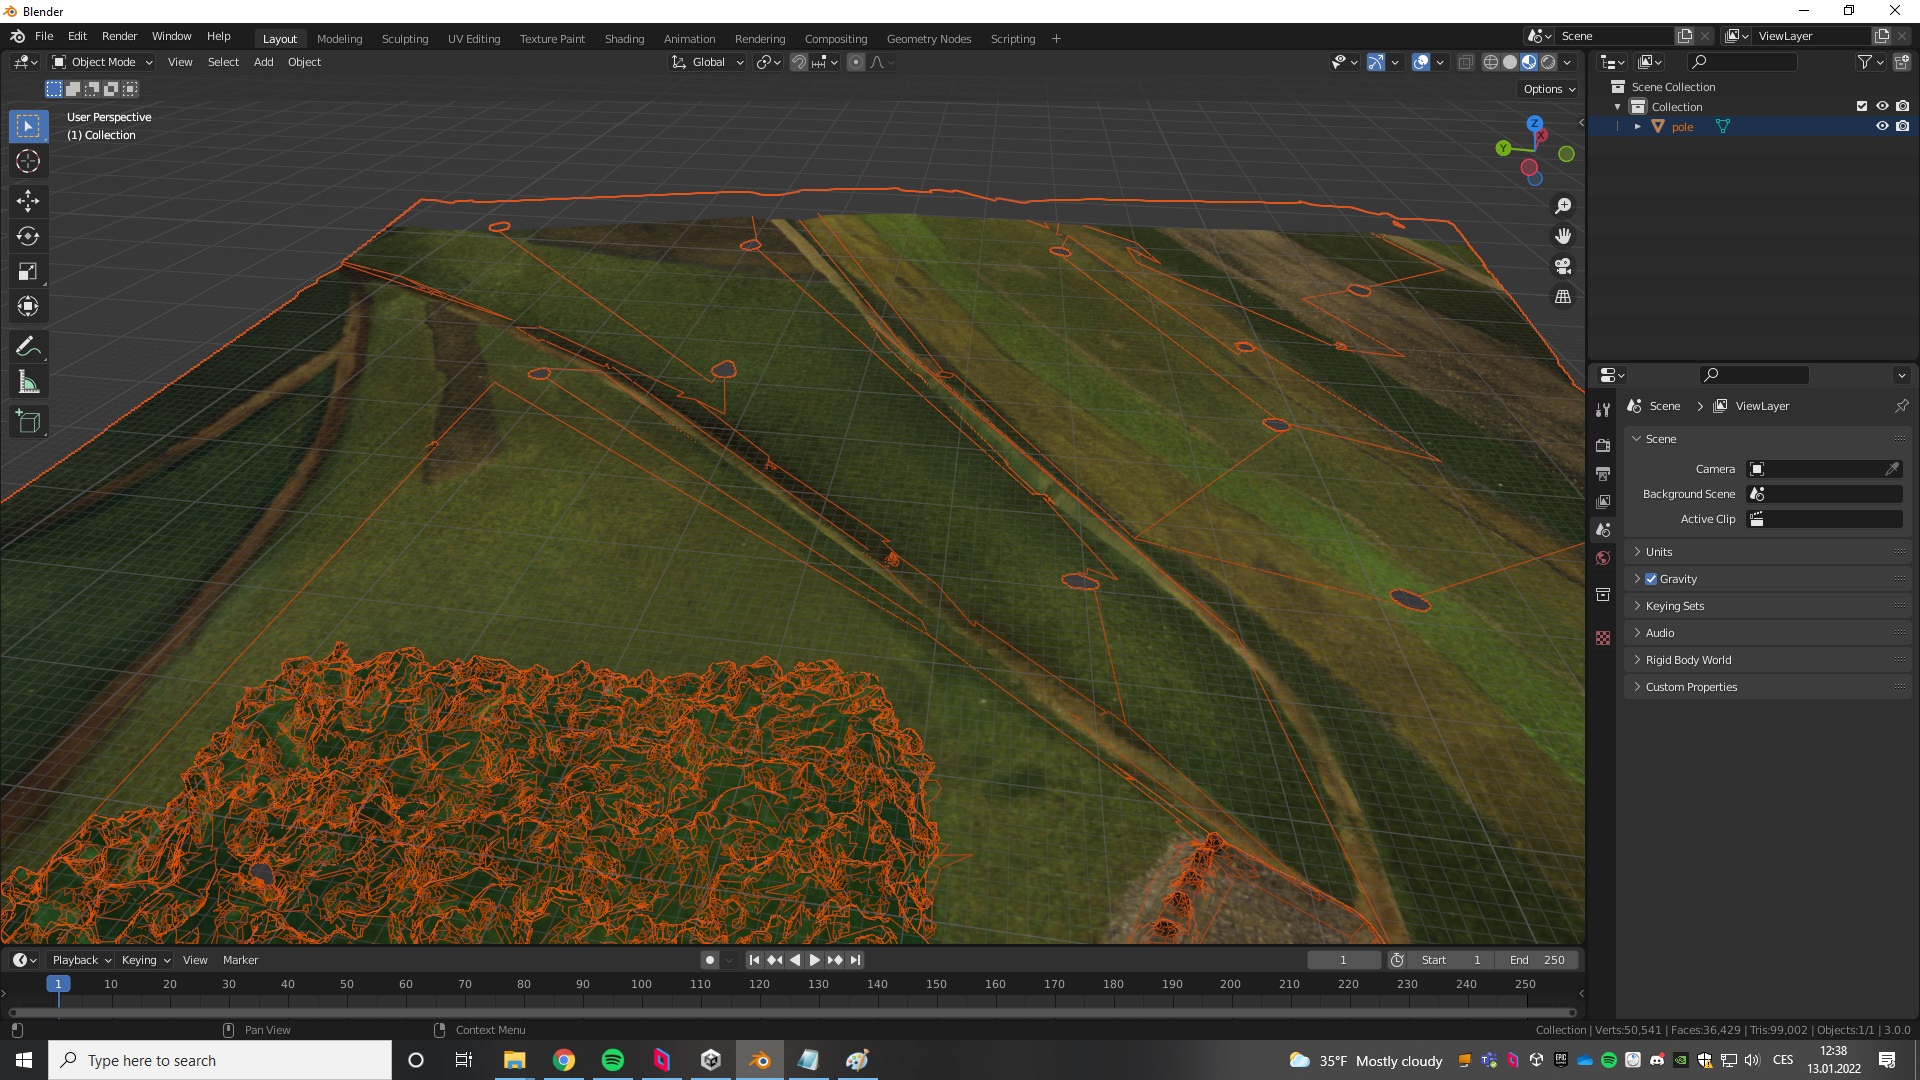 Blender
File Edit Render Window Help
Layout Modeling Sculpting UV Editing Texture Paint Shading Animation Rendering Compositing Geometry Nodes Scripting +
Scene
ViewLayer
Object Mode View Select Add Object
Global
Options
User Perspective
(1) Collection
Z
X
Y
Scene Collection
Collection
pole
Scene > ViewLayer
Scene
Camera
Background Scene
Active Clip
Units
Gravity
Keying Sets
Audio
Rigid Body World
Custom Properties
Playback Keying View Marker
1
Start 1
End 250
1 10 20 30 40 50 60 70 80 90 100 110 120 130 140 150 160 170 180 190 200 210 220 230 240 250
Pan View
Context Menu
Collection | Verts:50,541 | Faces:36,429 | Tris:99,002 | Objects:1/1 | 3.0.0
Type here to search
35°F Mostly cloudy
CES
12:38
13.01.2022